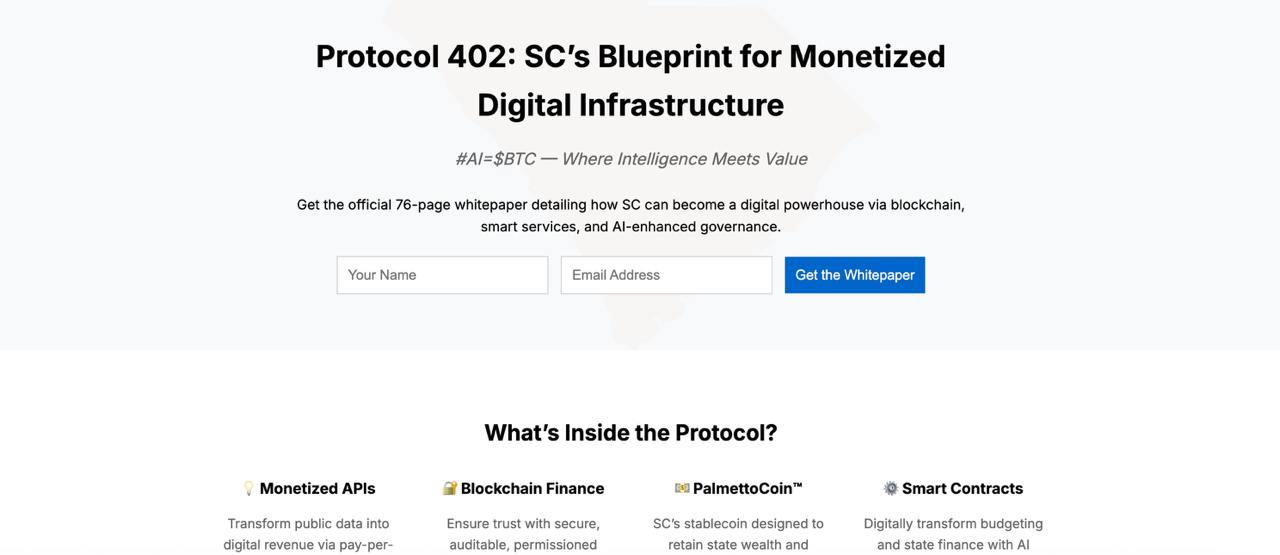 Protocol 402: SC’s Blueprint for Monetized
Digital Infrastructure
#AI=$BTC — Where Intelligence Meets Value
Get the official 76-page whitepaper detailing how SC can become a digital powerhouse via blockchain,
smart services, and AI-enhanced governance.
Your Name
Email Address
Get the Whitepaper
What’s Inside the Protocol?
Monetized APIs
Transform public data into
digital revenue via pay-per-
Blockchain Finance
Ensure trust with secure,
auditable, permissioned
PalmettoCoin™
SC’s stablecoin designed to
retain state wealth and
Smart Contracts
Digitally transform budgeting
and state finance with AI